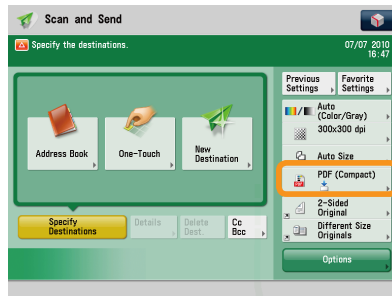 Scan and Send
Specify the destinations.
07/07 2010
16:47
Previous Settings
Favorite Settings
Address Book
One-Touch
New Destination
Auto (Color/Gray)
300x300 dpi
Auto Size
PDF (Compact)
2-Sided Original
Different Size Originals
Specify Destinations
Details
Delete Dest.
Cc Bcc
Options